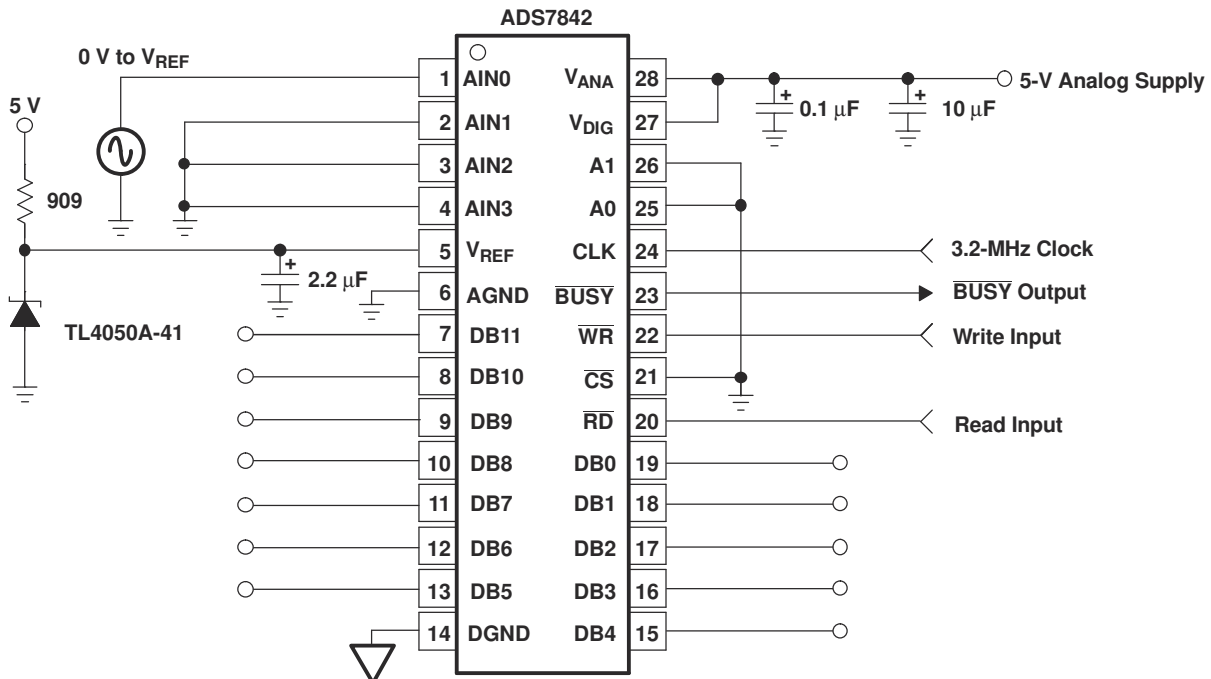 ADS7842
0 V to VREF
5 V
909
TL4050A-41
2.2 μF
1 AIN0
2 AIN1
3 AIN2
4 AIN3
5 VREF
6 AGND
7 DB11
8 DB10
9 DB9
10 DB8
11 DB7
12 DB6
13 DB5
14 DGND
VANA 28
VDIG 27
A1 26
A0 25
CLK 24
BUSY 23
WR 22
CS 21
RD 20
DB0 19
DB1 18
DB2 17
DB3 16
DB4 15
+
0.1 μF
+
10 μF
+
5-V Analog Supply
3.2-MHz Clock
BUSY Output
Write Input
Read Input